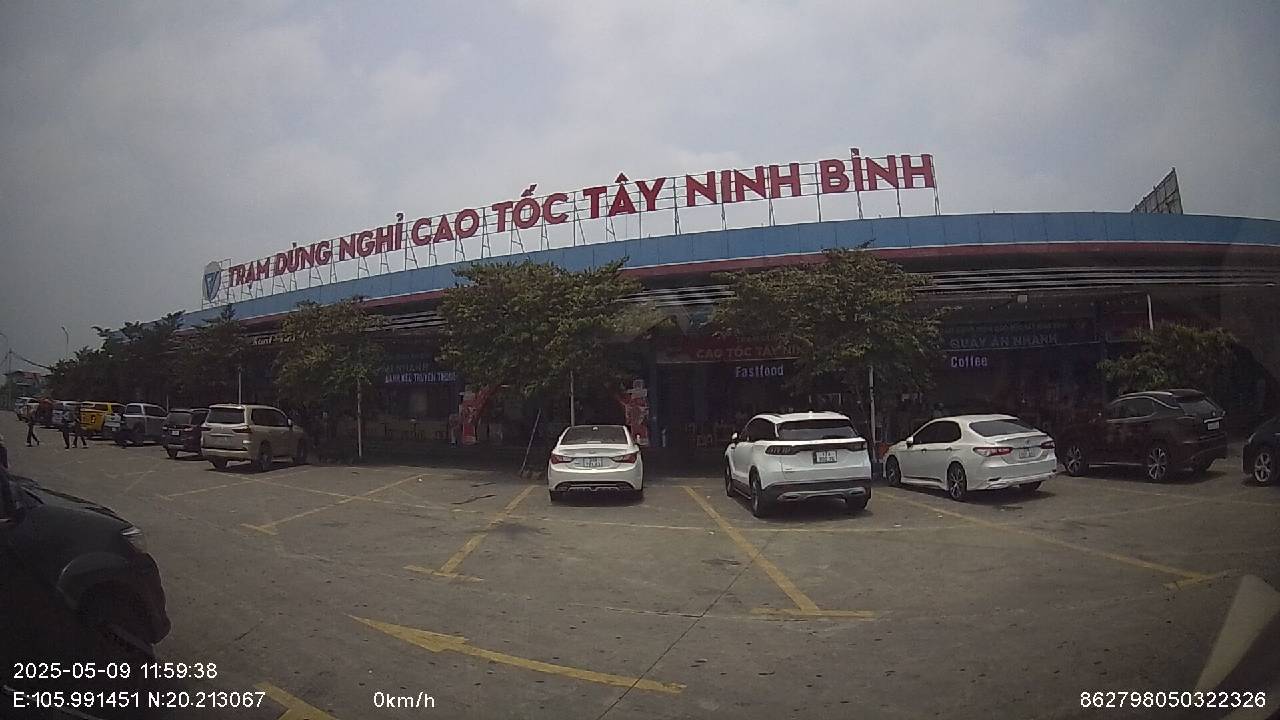 TRẠM DỪNG NGHỈ CAO TỐC TÂY NINH BÌNH
CAO TỐC TÂY NIN
QUẦY ĂN NHANH
Fastfood
Coffee
2025-05-09 11:59:38
E:105.991451 N:20.213067
0km/h
862798050322326